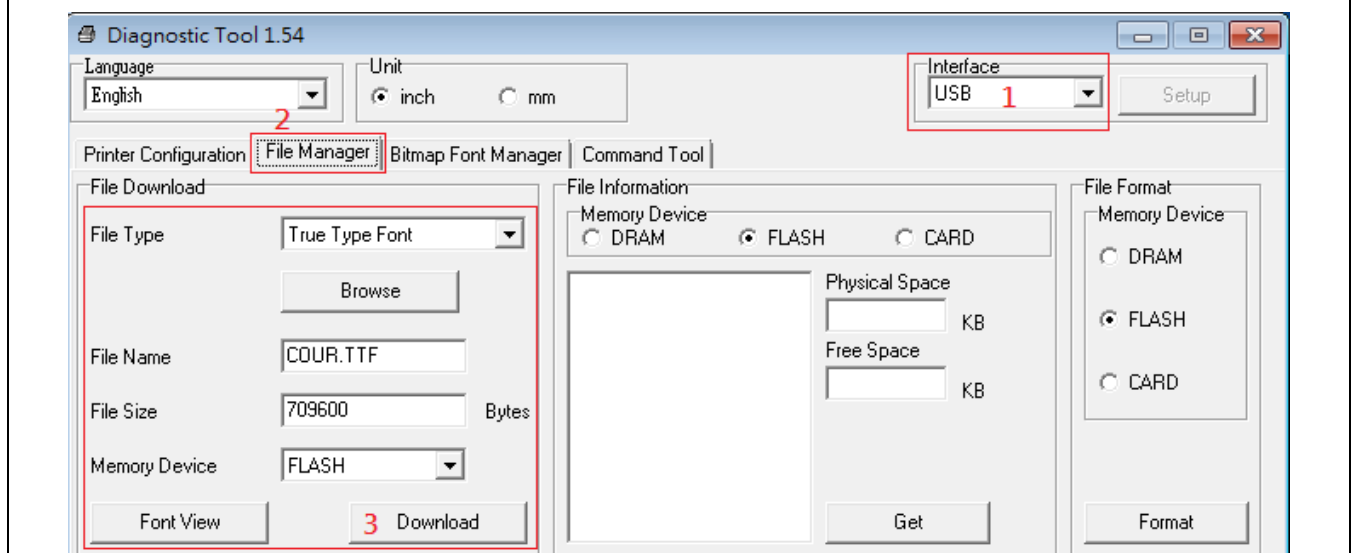 Diagnostic Tool 1.54
Language
Unit
Interface
English
inch
mm
USB
1
Setup
2
Printer Configuration
File Manager
Bitmap Font Manager
Command Tool
File Download
File Type
True Type Font
Browse
File Name
COUR.TTF
File Size
709600
Bytes
Memory Device
FLASH
Font View
3
Download
File Information
Memory Device
DRAM
FLASH
CARD
Physical Space
KB
Free Space
KB
Get
File Format
Memory Device
DRAM
FLASH
CARD
Format